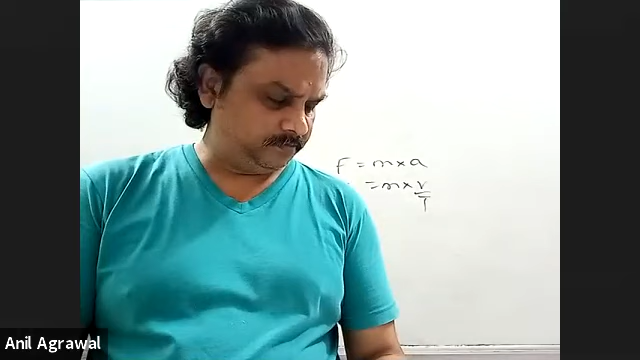 F = m×a
= m× V/T
Anil Agrawal